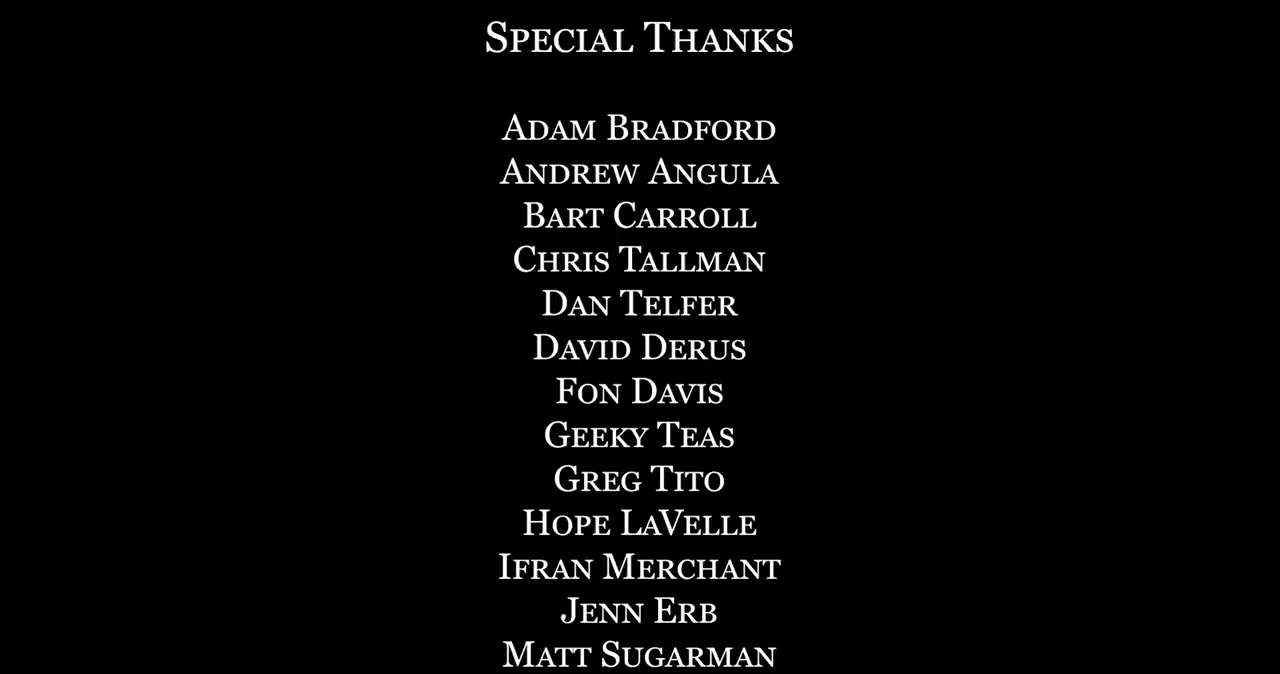 Special Thanks
Adam Bradford
Andrew Angula
Bart Carroll
Chris Tallman
Dan Telfer
David Derus
Fon Davis
Geeky Teas
Greg Tito
Hope LaVelle
Ifran Merchant
Jenn Erb
Matt Sugarman